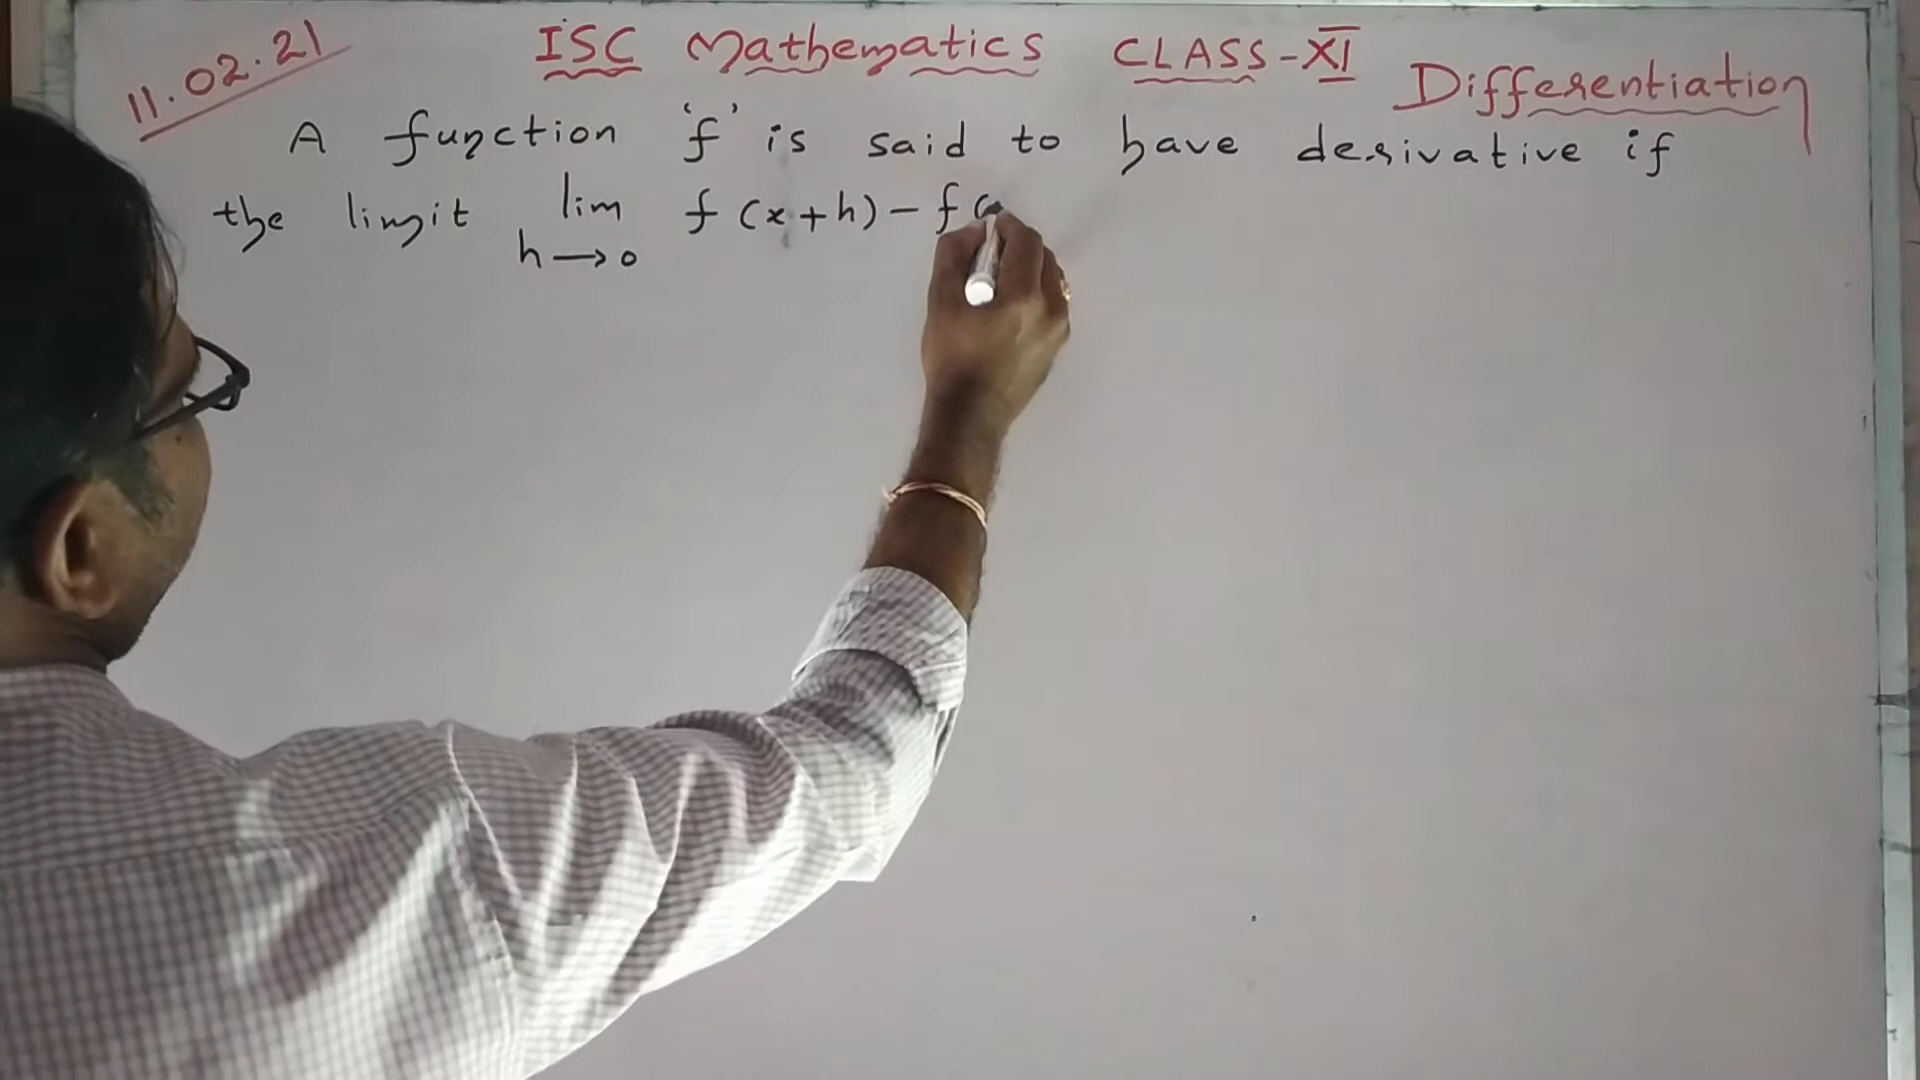 11.02.21 ISC Mathematics CLASS-XI Differentiation
A function 'f' is said to have derivative if
the limit lim f(x+h)-f(
h→0